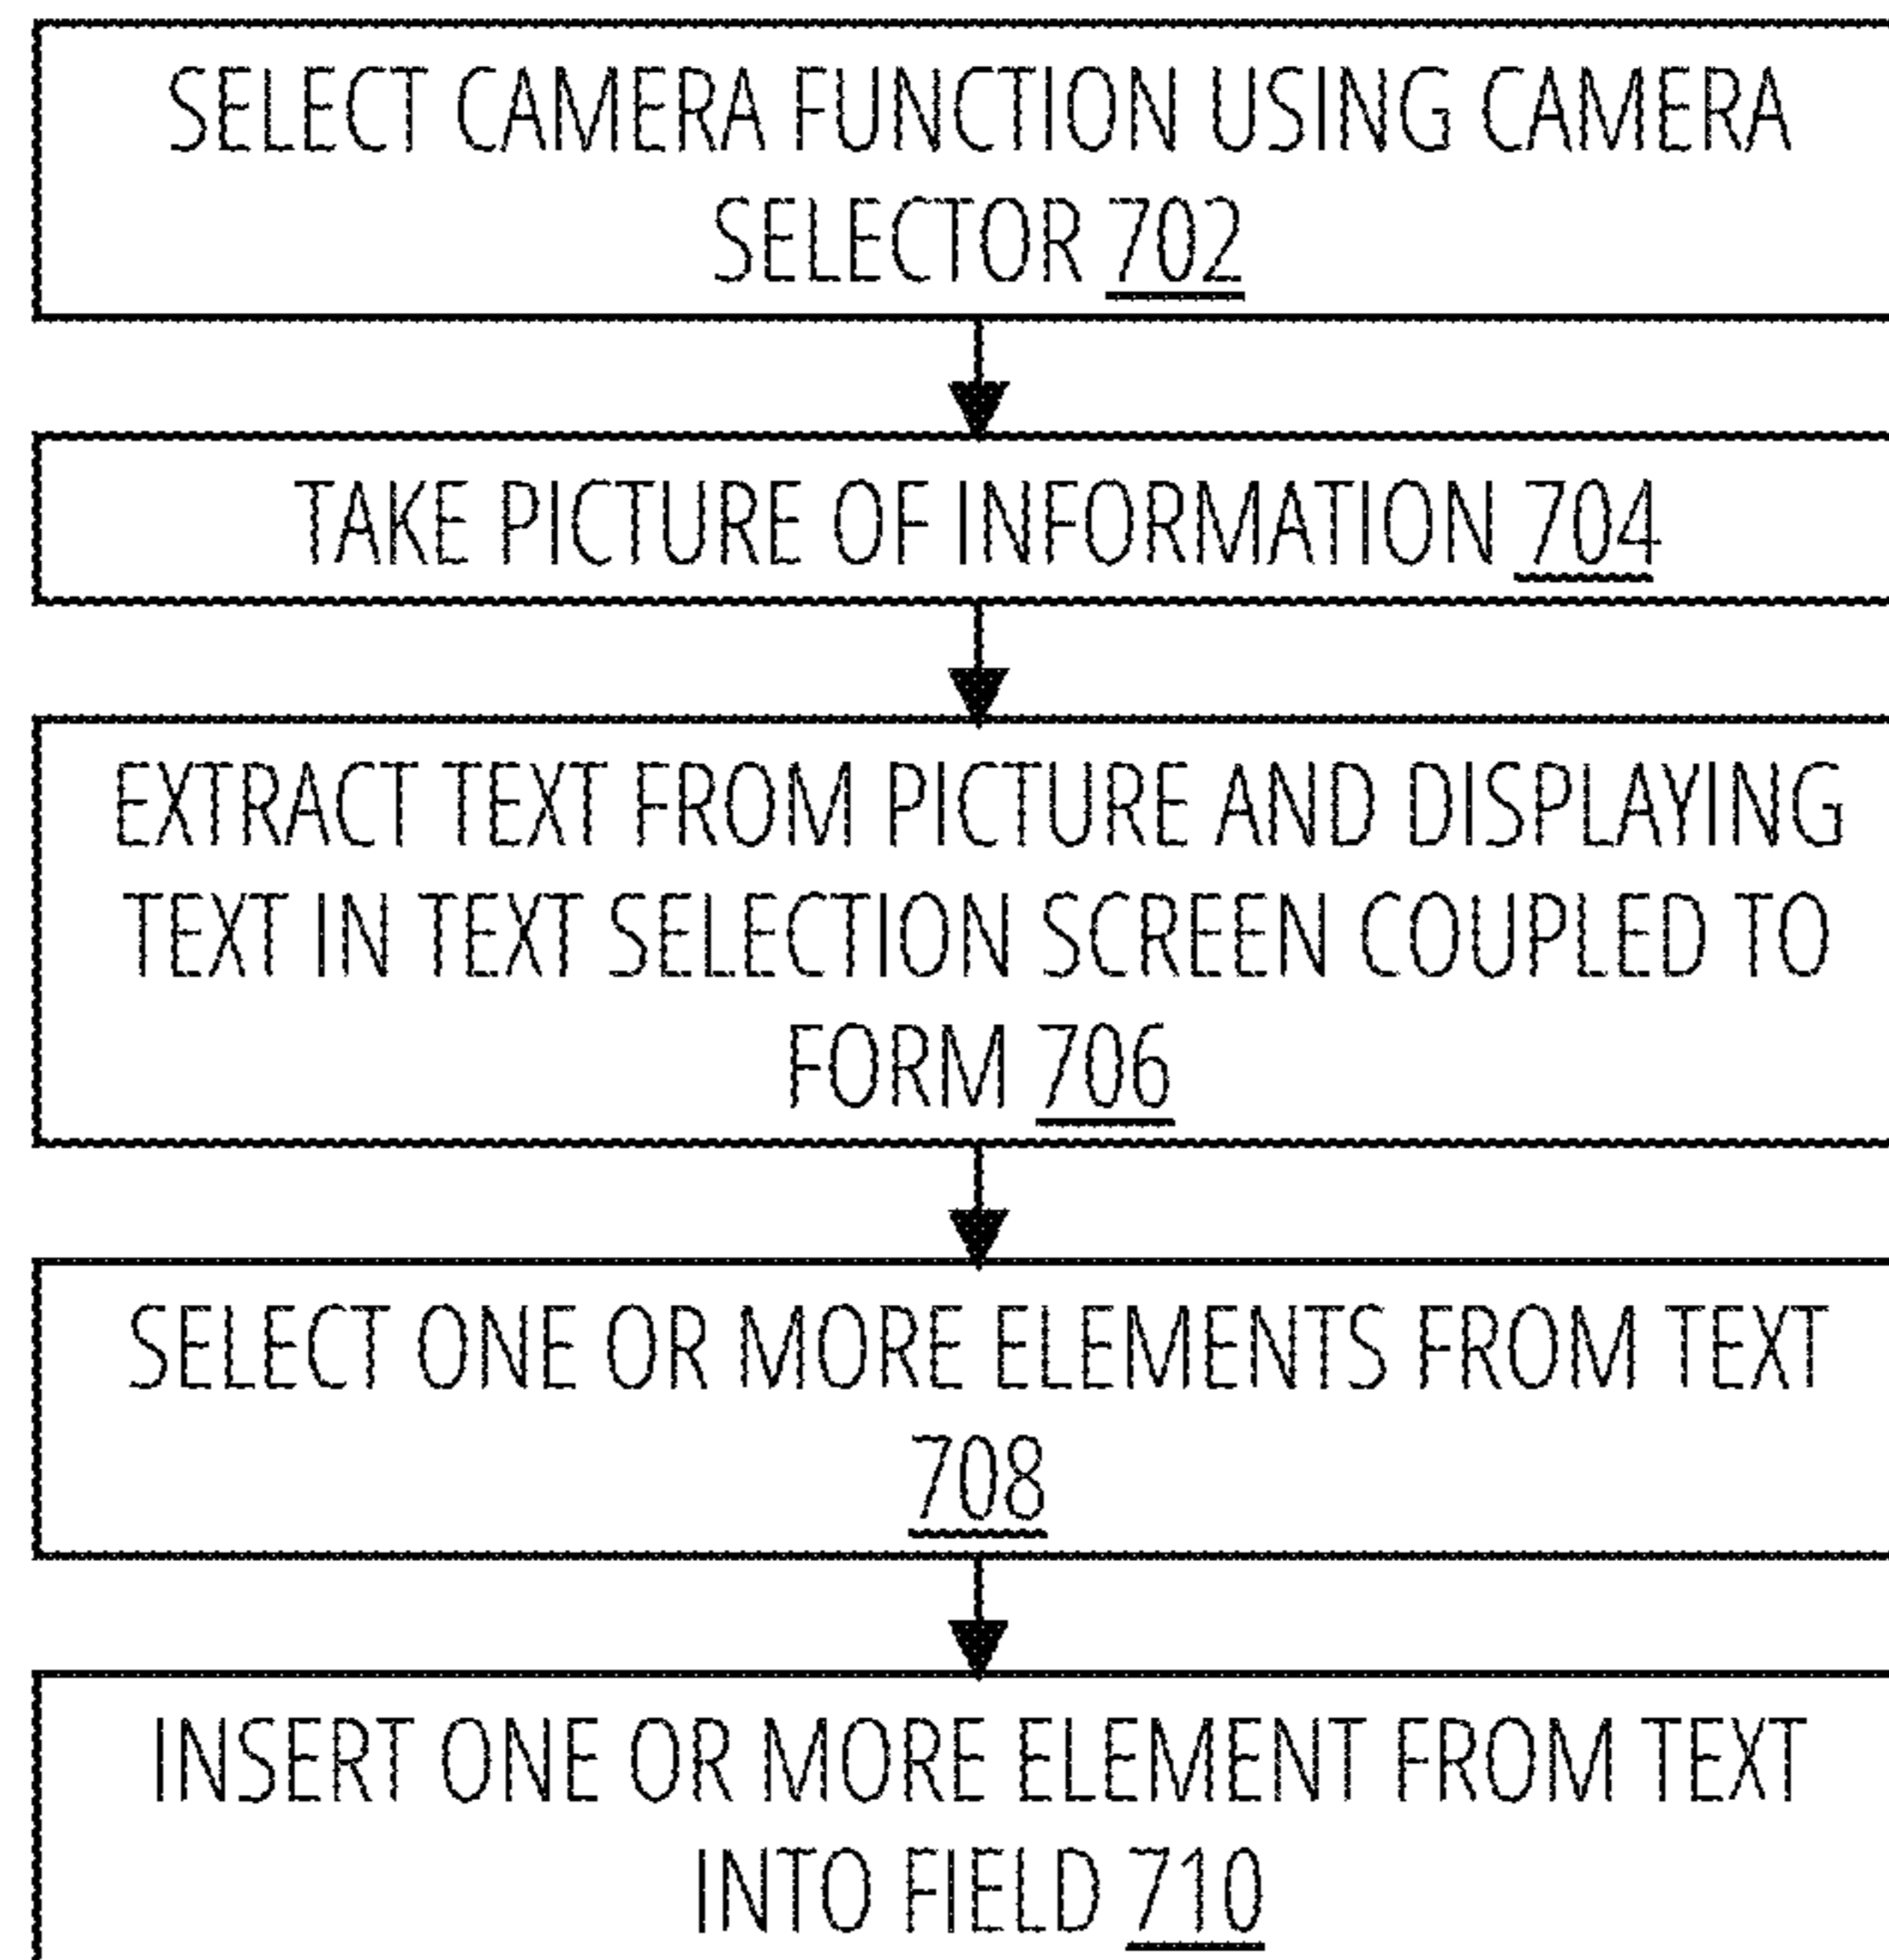 SELECT CAMERA FUNCTION USING CAMERA
SELECTOR 702
TAKE PICTURE OF INFORMATION 704
EXTRACT TEXT FROM PICTURE AND DISPLAYING
TEXT IN TEXT SELECTION SCREEN COUPLED TO
FORM 706
SELECT ONE OR MORE ELEMENTS FROM TEXT
708
INSERT ONE OR MORE ELEMENT FROM TEXT
INTO FIELD 710